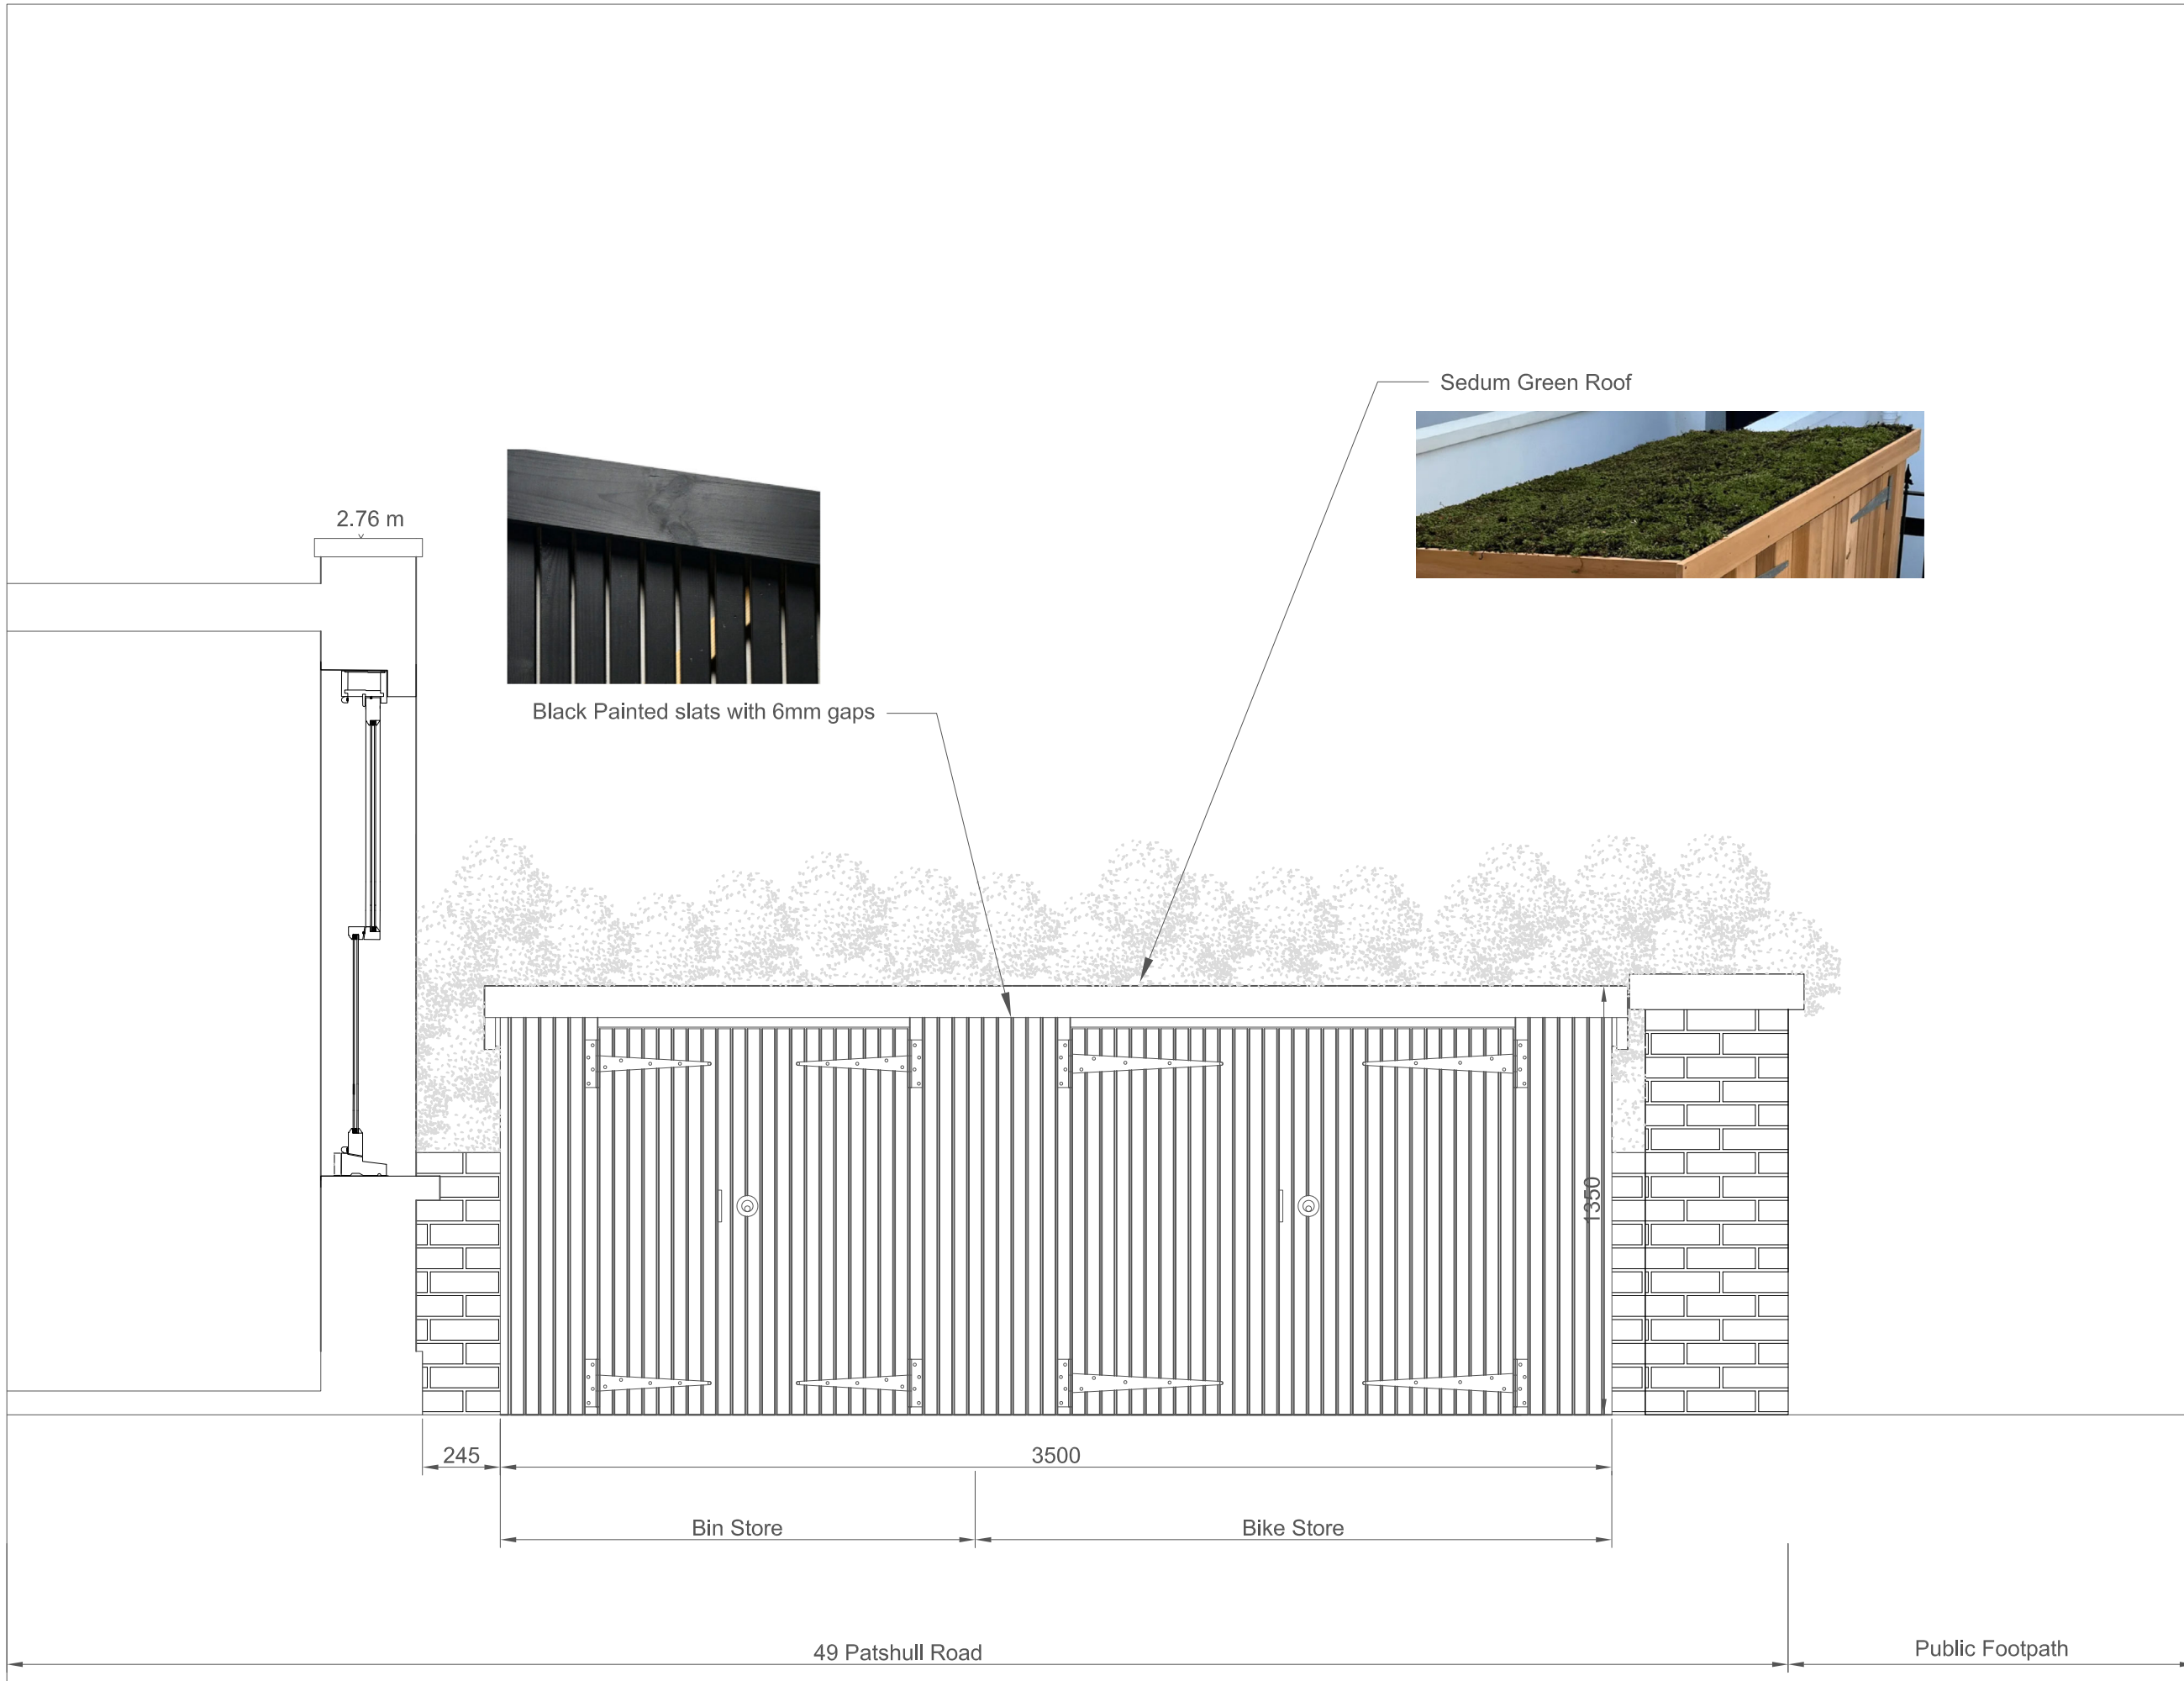 Sedum Green Roof
2.76 m
Black Painted slats with 6mm gaps
1350
245
3500
Bin Store
Bike Store
49 Patshull Road
Public Footpath